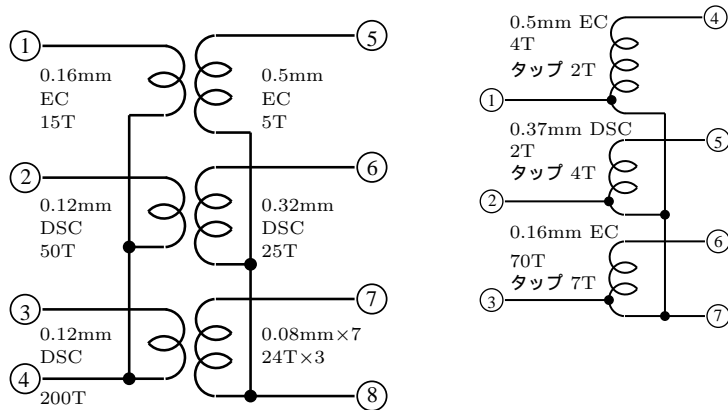 1
5
0.16mm
EC
15T
0.5mm
EC
5T
2
6
0.12mm
DSC
50T
0.32mm
DSC
25T
3
7
0.12mm
DSC
4
200T
0.08mm×7
24T×3
8
0.5mm EC
4T
タップ 2T
4
1
0.37mm DSC
2T
タップ 4T
5
2
0.16mm EC
70T
タップ 7T
6
3
7